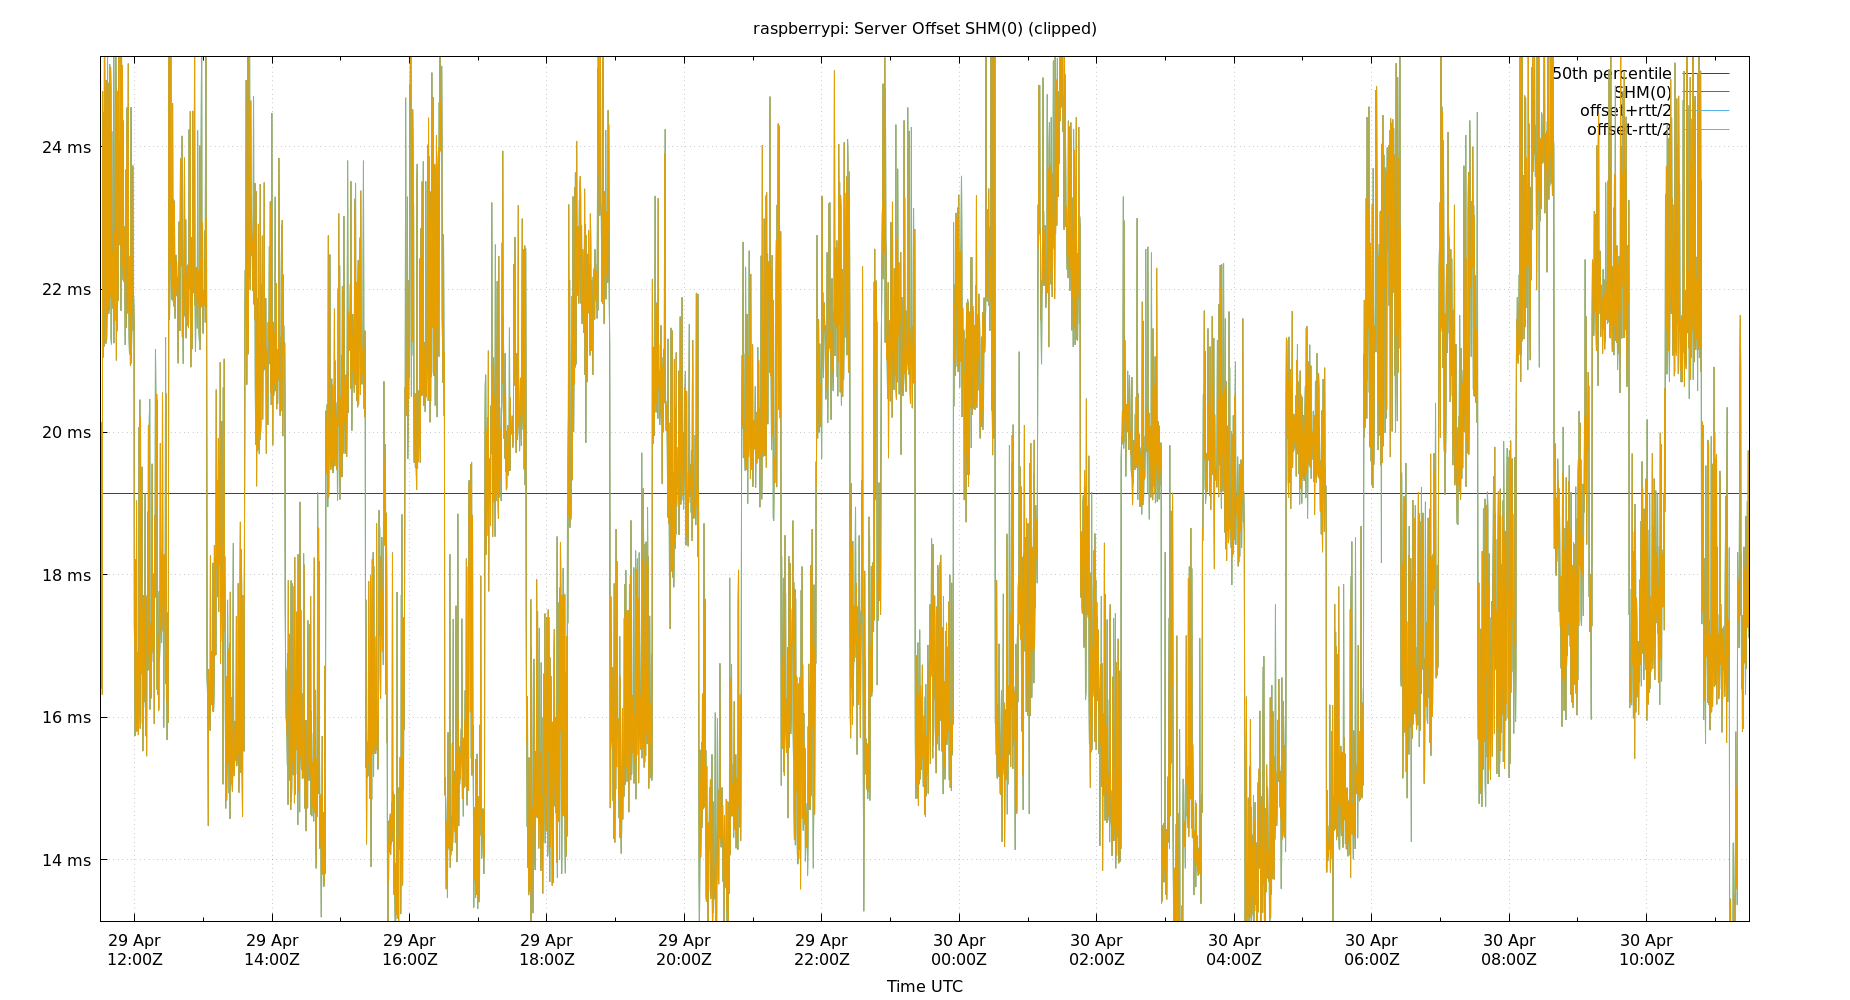 raspberrypi: Server Offset SHM(0) (clipped)
50th percentile
SHM(0)
offset+rtt/2
offset-rtt/2
24 ms
22 ms
20 ms
18 ms
16 ms
14 ms
29 Apr 29 Apr 29 Apr 29 Apr 29 Apr 29 Apr 30 Apr 30 Apr 30 Apr 30 Apr 30 Apr 30 Apr
12:00Z 14:00Z 16:00Z 18:00Z 20:00Z 22:00Z 00:00Z 02:00Z 04:00Z 06:00Z 08:00Z 10:00Z
Time UTC